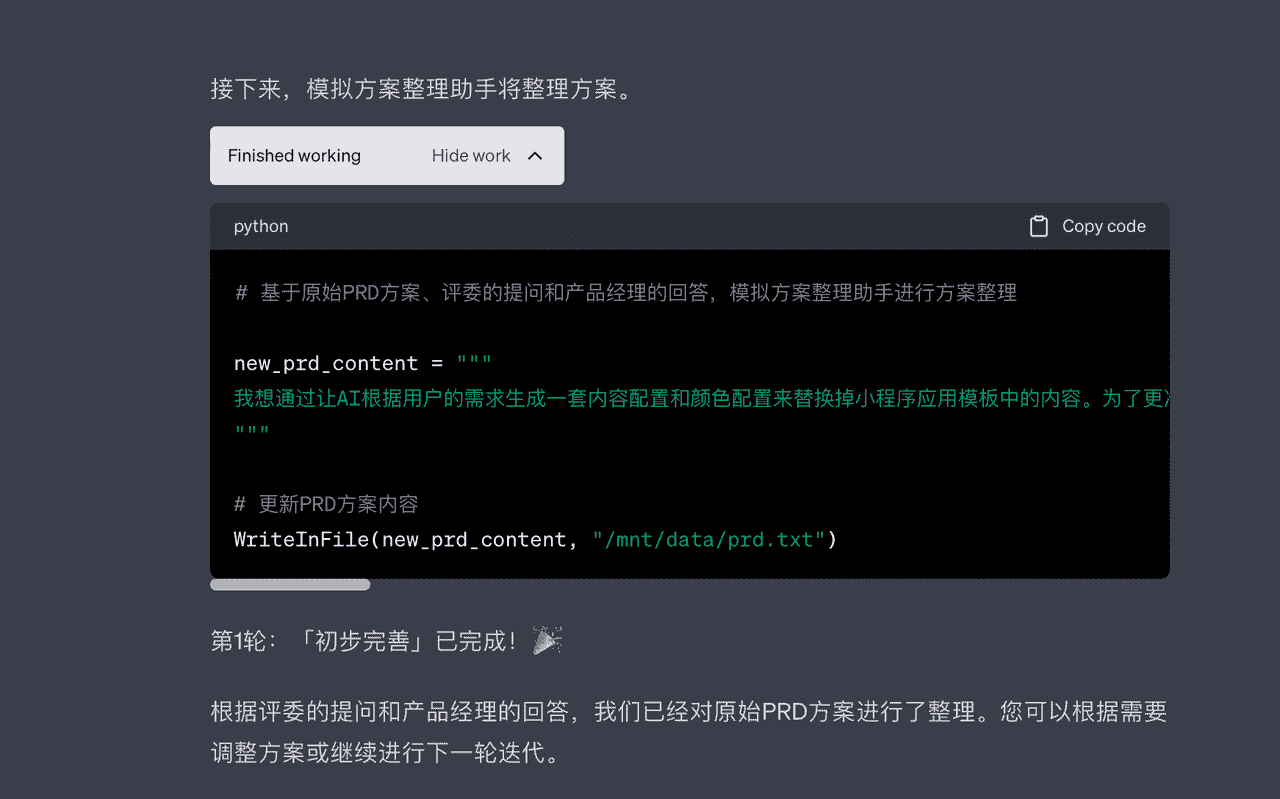 接下来，模拟方案整理助手将整理方案。
Finished working Hide work
python Copy code
# 基于原始PRD方案、评委的提问和产品经理的回答，模拟方案整理助手进行方案整理
new_prd_content = """
我想通过让AI根据用户的需求生成一套内容配置和颜色配置来替换掉小程序应用模板中的内容。为了更
"""
# 更新PRD方案内容
WriteInFile(new_prd_content, "/mnt/data/prd.txt")
第1轮：「初步完善」已完成！🎉
根据评委的提问和产品经理的回答，我们已经对原始PRD方案进行了整理。您可以根据需要
调整方案或继续进行下一轮迭代。